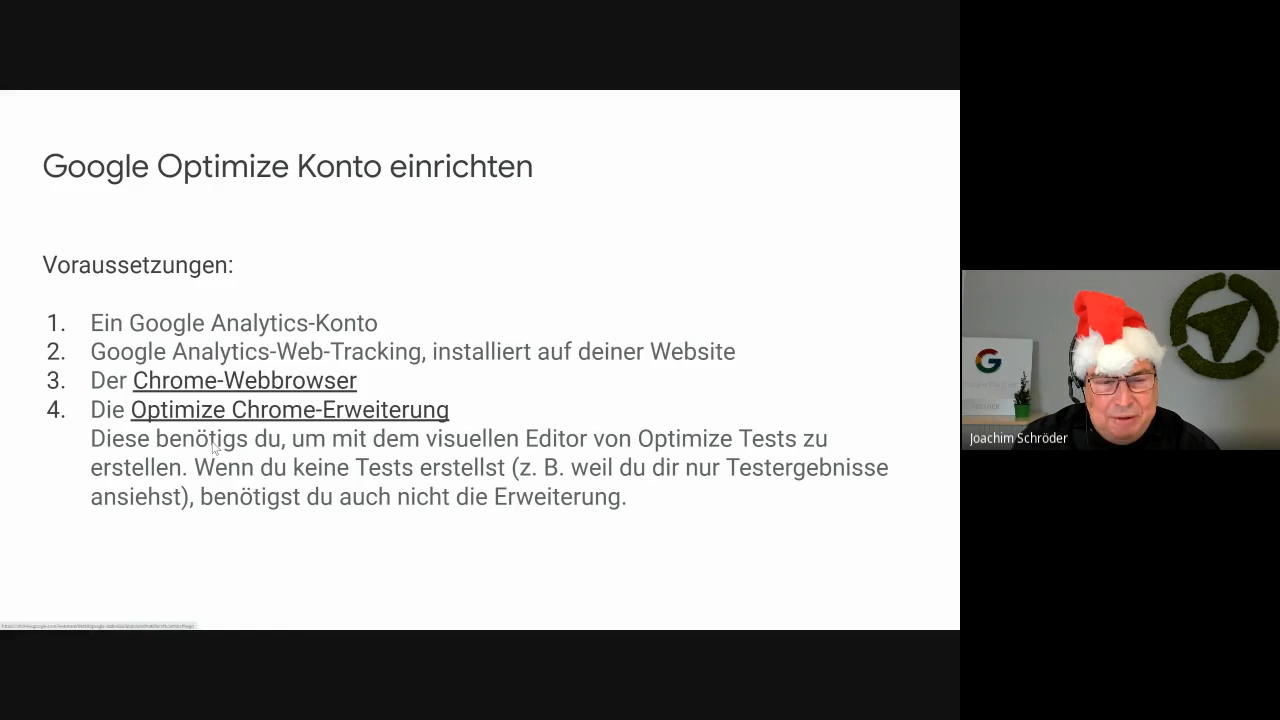 Google Optimize Konto einrichten
Voraussetzungen:
1. Ein Google Analytics-Konto
2. Google Analytics-Web-Tracking, installiert auf deiner Website
3. Der Chrome-Webbrowser
4. Die Optimize Chrome-Erweiterung
Diese benötigs du, um mit dem visuellen Editor von Optimize Tests zu
erstellen. Wenn du keine Tests erstellst (z. B. weil du dir nur Testergebnisse
ansiehst), benötigst du auch nicht die Erweiterung.
Joachim Schröder